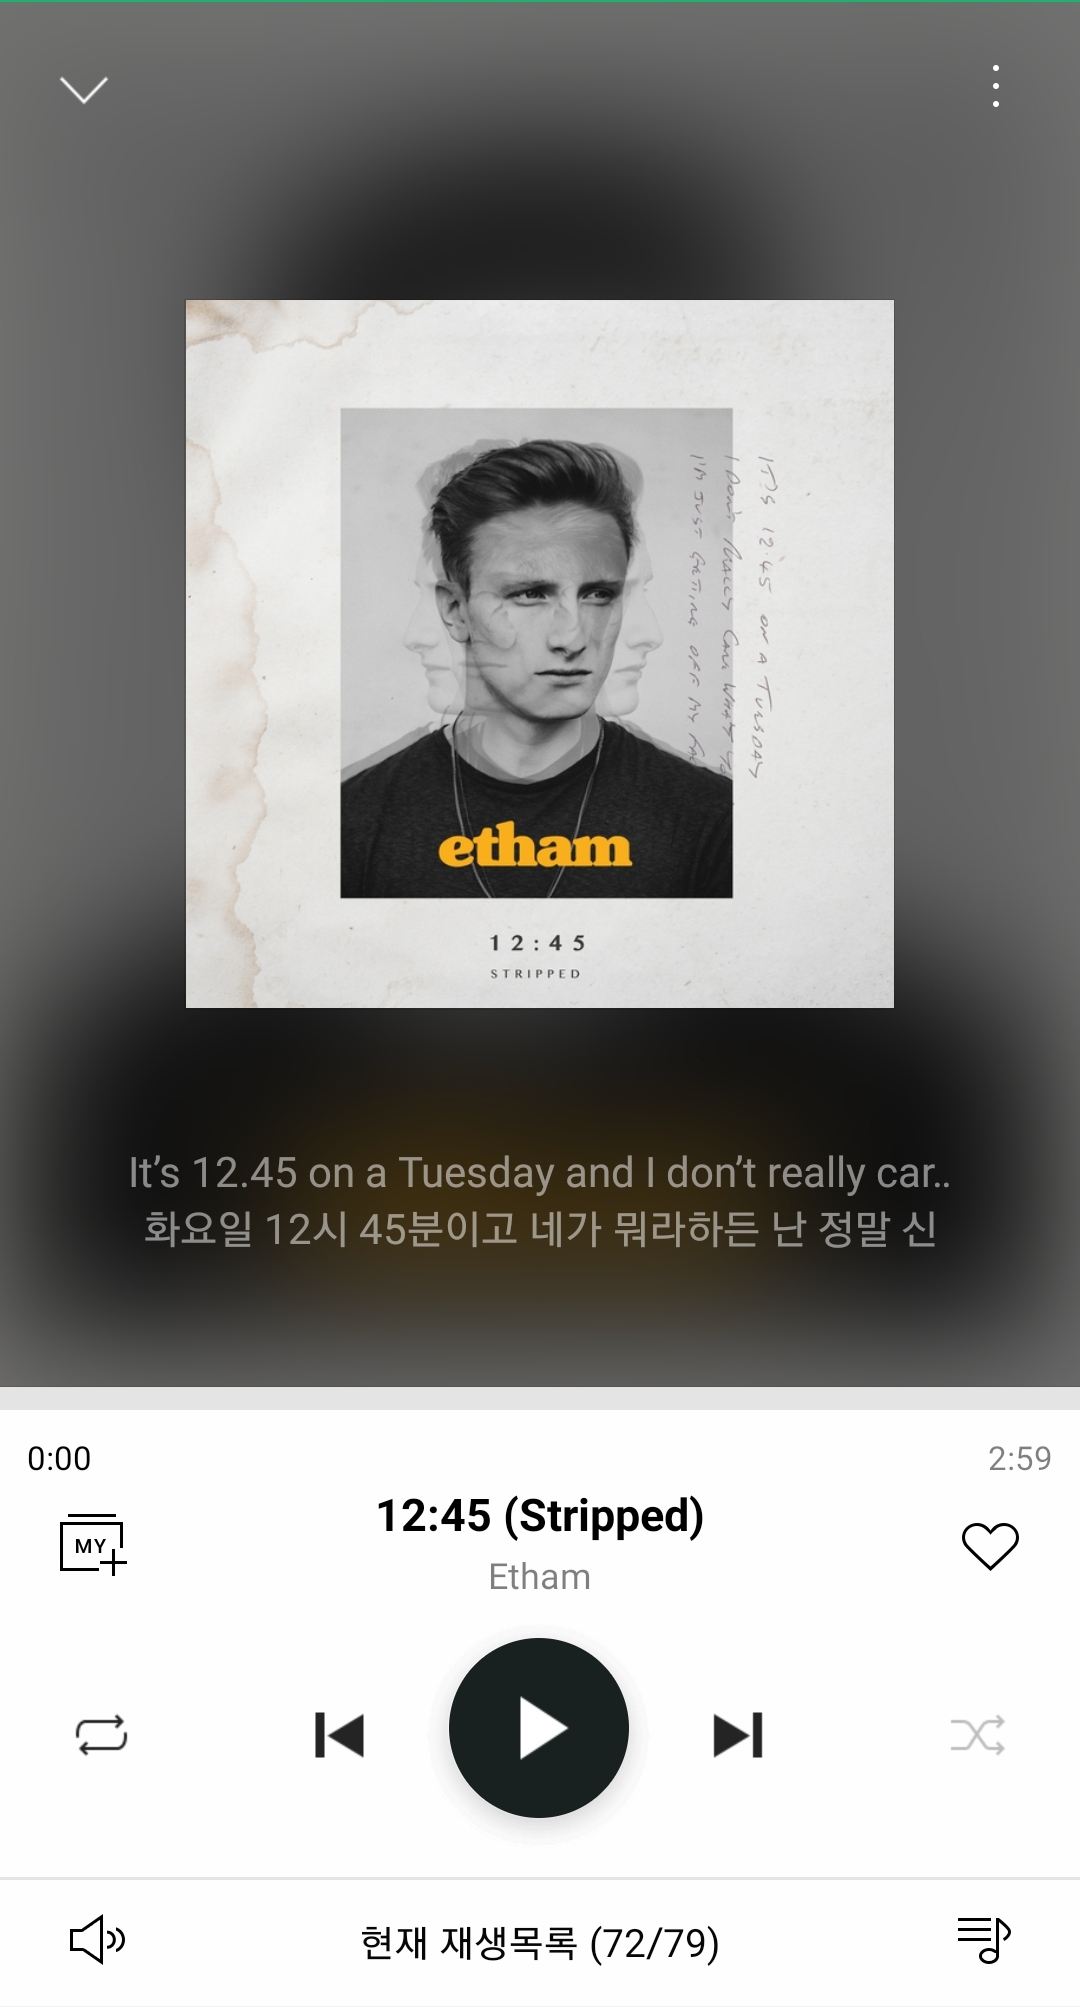 IT'S 12:45 ON A TUESDAY
I DON'T REALLY CARE WHAT YO
I'M JUST GETTING OFF MY
etham
12:45
STRIPPED
It’s 12.45 on a Tuesday and I don’t really car..
화요일 12시 45분이고 네가 뭐라하든 난 정말 신
0:00
2:59
12:45 (Stripped)
MY
Etham
현재 재생목록 (72/79)